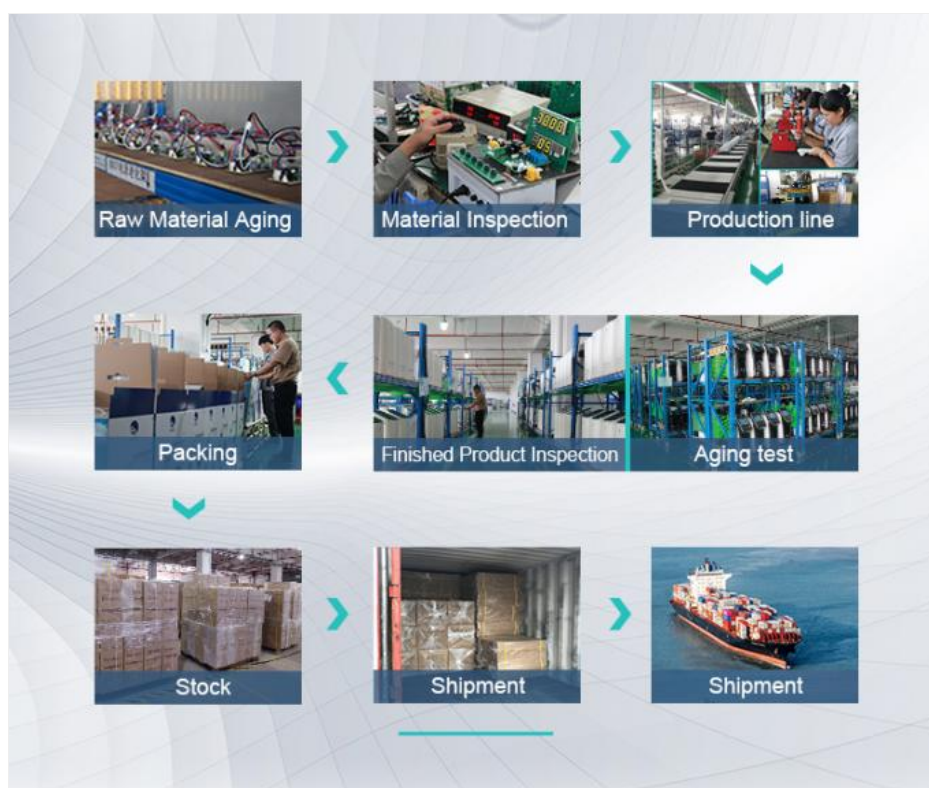 Raw Material Aging
Material Inspection
Production line
Aging test
Finished Product Inspection
Packing
Stock
Shipment
Shipment